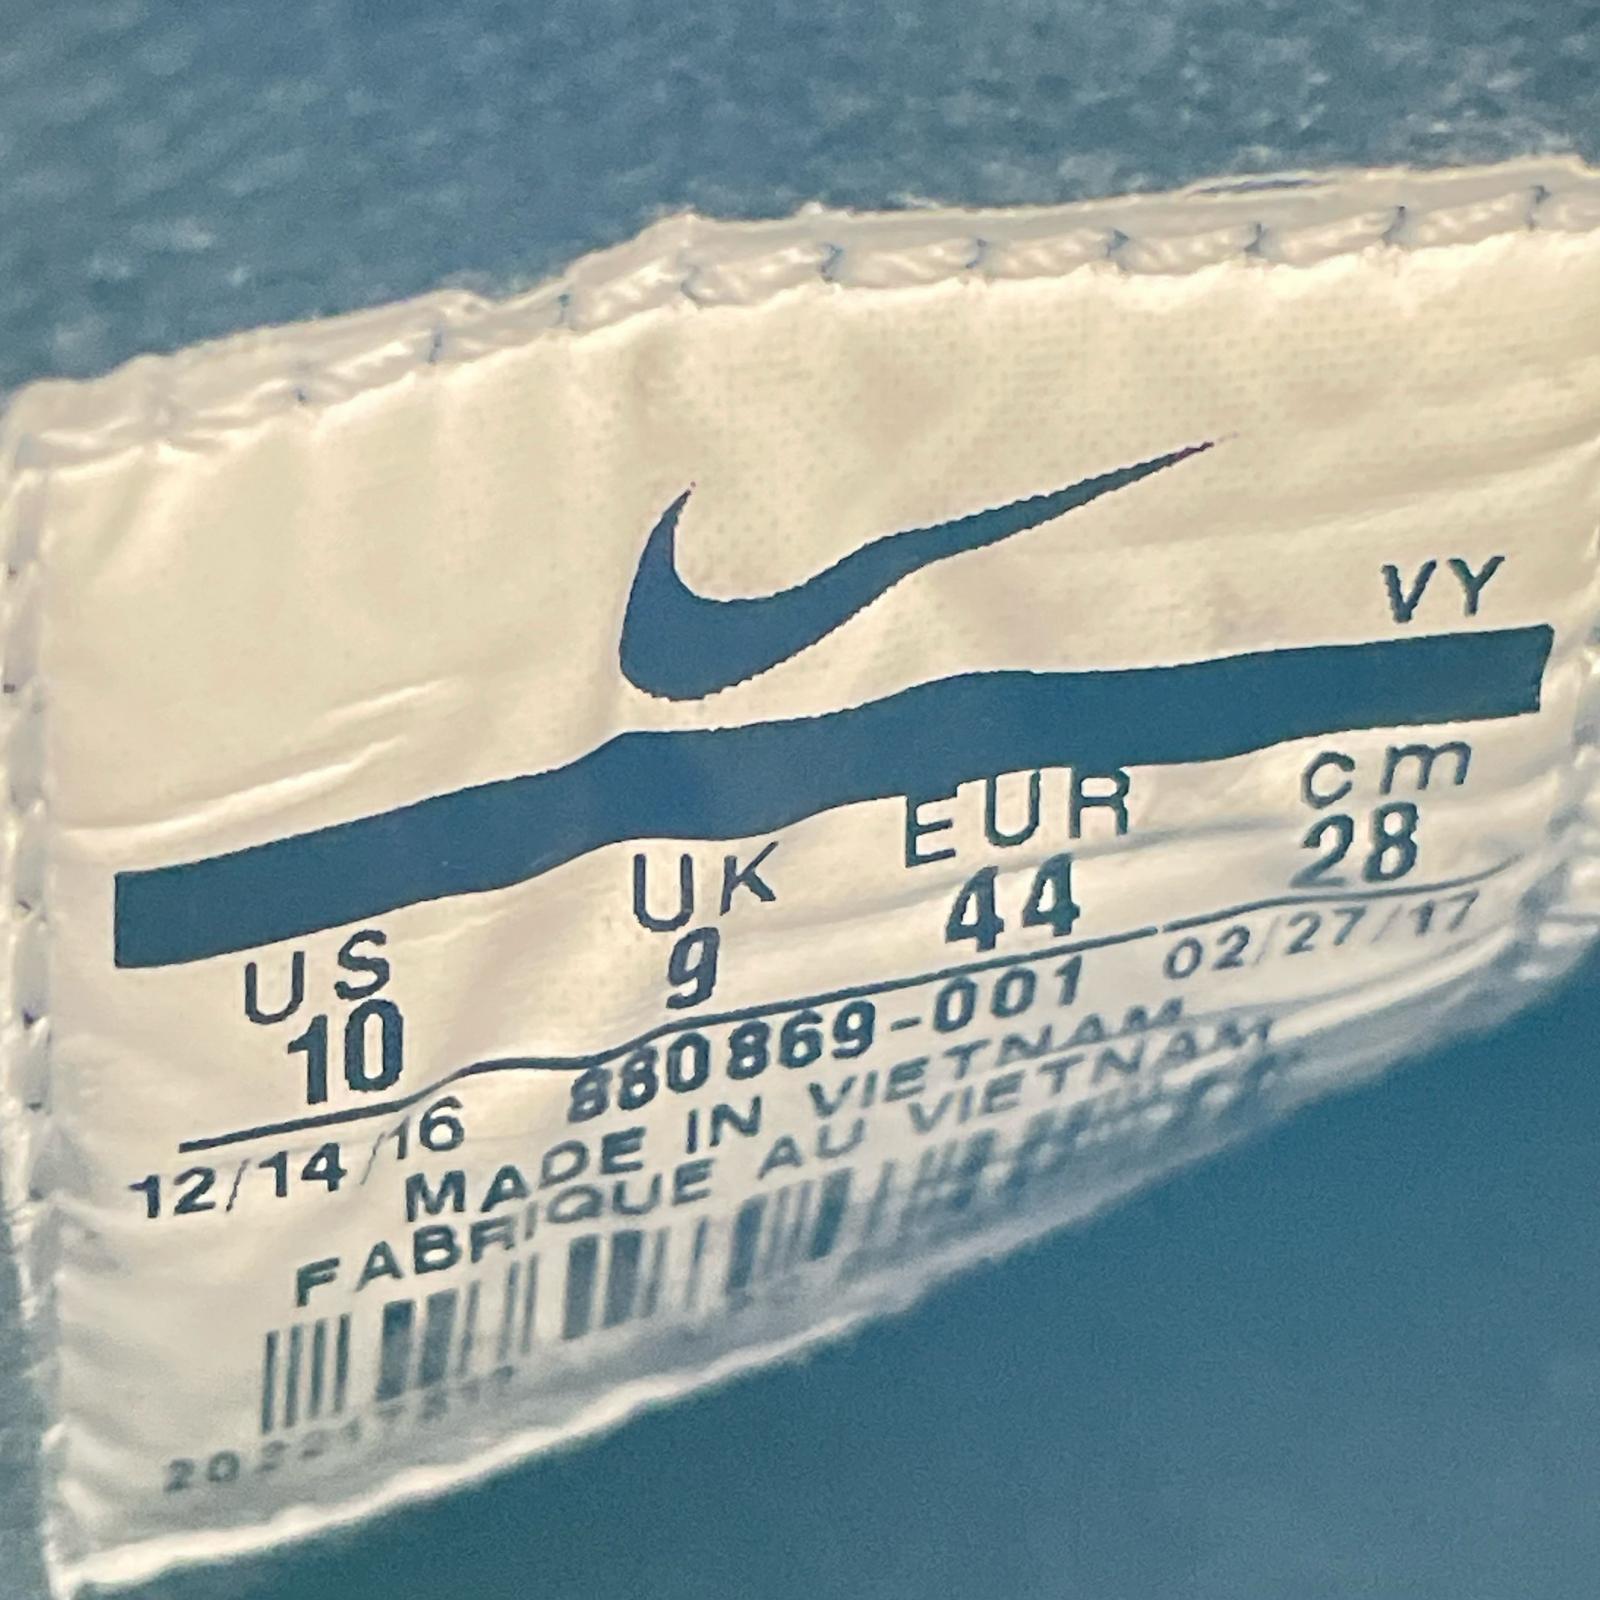 VY
US UK EUR cm
10 9 44 28
12/14/16 880869-001 02/27/17
MADE IN VIETNAM
FABRIQUE AU VIETNAM